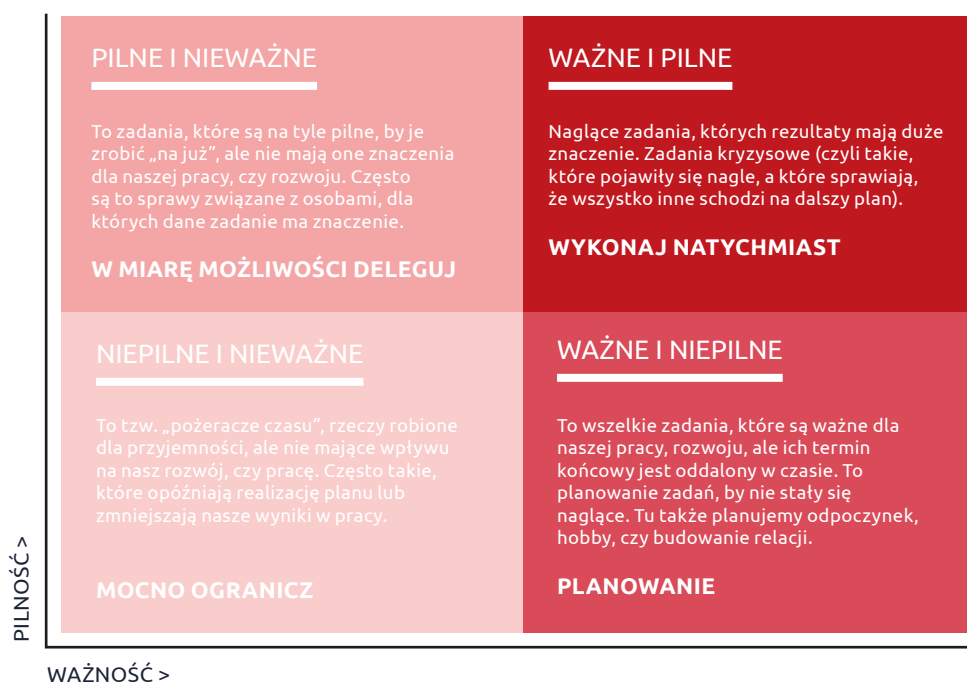 PILNE I NIEWAŻNE
To zadania, które są na tyle pilne, by je
zrobić „na już”, ale nie mają one znaczenia
dla naszej pracy, czy rozwoju. Często
są to sprawy związane z osobami, dla
których dane zadanie ma znaczenie.
W MIARĘ MOŻLIWOŚCI DELEGUJ
WAŻNE I PILNE
Naglące zadania, których rezultaty mają duże
znaczenie. Zadania kryzysowe (czyli takie,
które pojawiły się nagle, a które sprawiają,
że wszystko inne schodzi na dalszy plan).
WYKONAJ NATYCHMIAST
NIEPILNE I NIEWAŻNE
To tzw. „pożeracze czasu”, rzeczy robione
dla przyjemności, ale nie mające wpływu
na nasz rozwój, czy pracę. Często takie,
które opóźniają realizację planu lub
zmniejszają nasze wyniki w pracy.
MOCNO OGRANICZ
WAŻNE I NIEPILNE
To wszelkie zadania, które są ważne dla
naszej pracy, rozwoju, ale ich termin
końcowy jest oddalony w czasie. To
planowanie zadań, by nie stały się
naglące. Tu także planujemy odpoczynek,
hobby, czy budowanie relacji.
PLANOWANIE
PILNOŚĆ >
WAŻNOŚĆ >